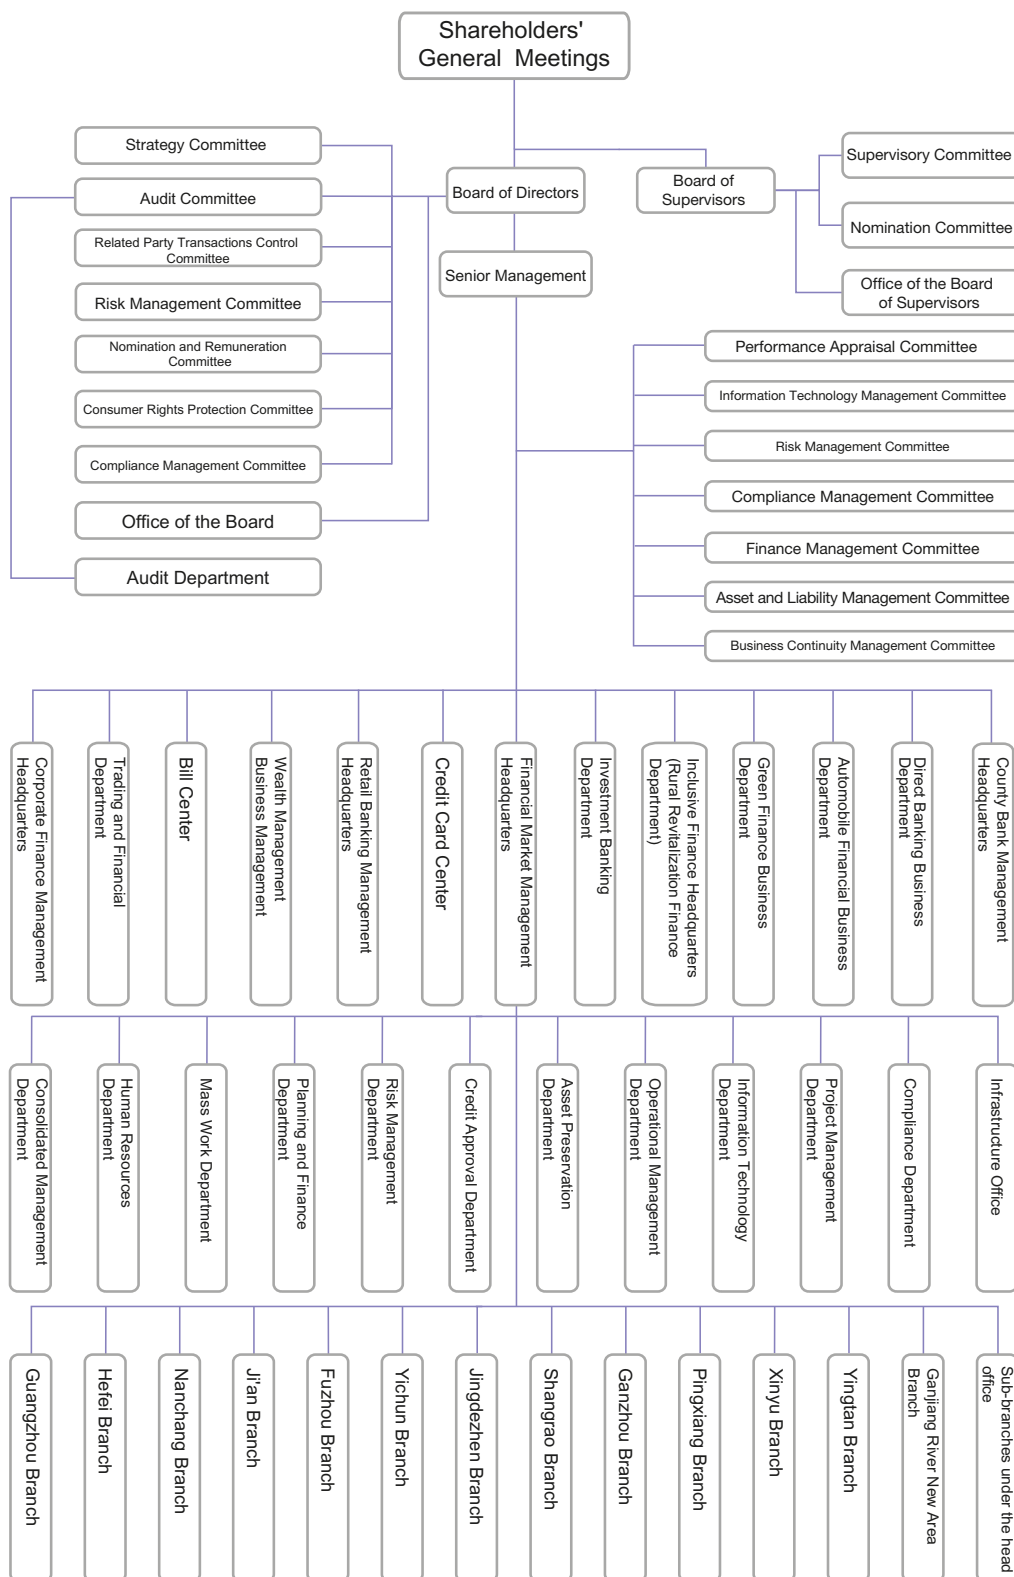 Shareholders'
General Meetings
Strategy Committee
Audit Committee
Related Party Transactions Control
Committee
Risk Management Committee
Nomination and Remuneration
Committee
Consumer Rights Protection Committee
Compliance Management Committee
Office of the Board
Audit Department
Board of Directors
Senior Management
Board of
Supervisors
Supervisory Committee
Nomination Committee
Office of the Board
of Supervisors
Performance Appraisal Committee
Information Technology Management Committee
Risk Management Committee
Compliance Management Committee
Finance Management Committee
Asset and Liability Management Committee
Business Continuity Management Committee
Corporate Finance Management
Headquarters
Trading and Financial
Department
Bill Center
Wealth Management
Business Management
Retail Banking Management
Headquarters
Credit Card Center
Financial Market Management
Headquarters
Investment Banking
Department
Inclusive Finance Headquarters
(Rural Revitalization Finance
Department)
Green Finance Business
Department
Automobile Financial Business
Department
Direct Banking Business
Department
County Bank Management
Headquarters
Consolidated Management
Department
Human Resources
Department
Mass Work Department
Planning and Finance
Department
Risk Management
Department
Credit Approval Department
Asset Preservation
Department
Operational Management
Department
Information Technology
Department
Project Management
Department
Compliance Department
Infrastructure Office
Guangzhou Branch
Hefei Branch
Nanchang Branch
Ji'an Branch
Fuzhou Branch
Yichun Branch
Jingdezhen Branch
Shangrao Branch
Ganzhou Branch
Pingxiang Branch
Xinyu Branch
Yingtan Branch
Ganjiang River New Area
Branch
Sub-branches under the head
office